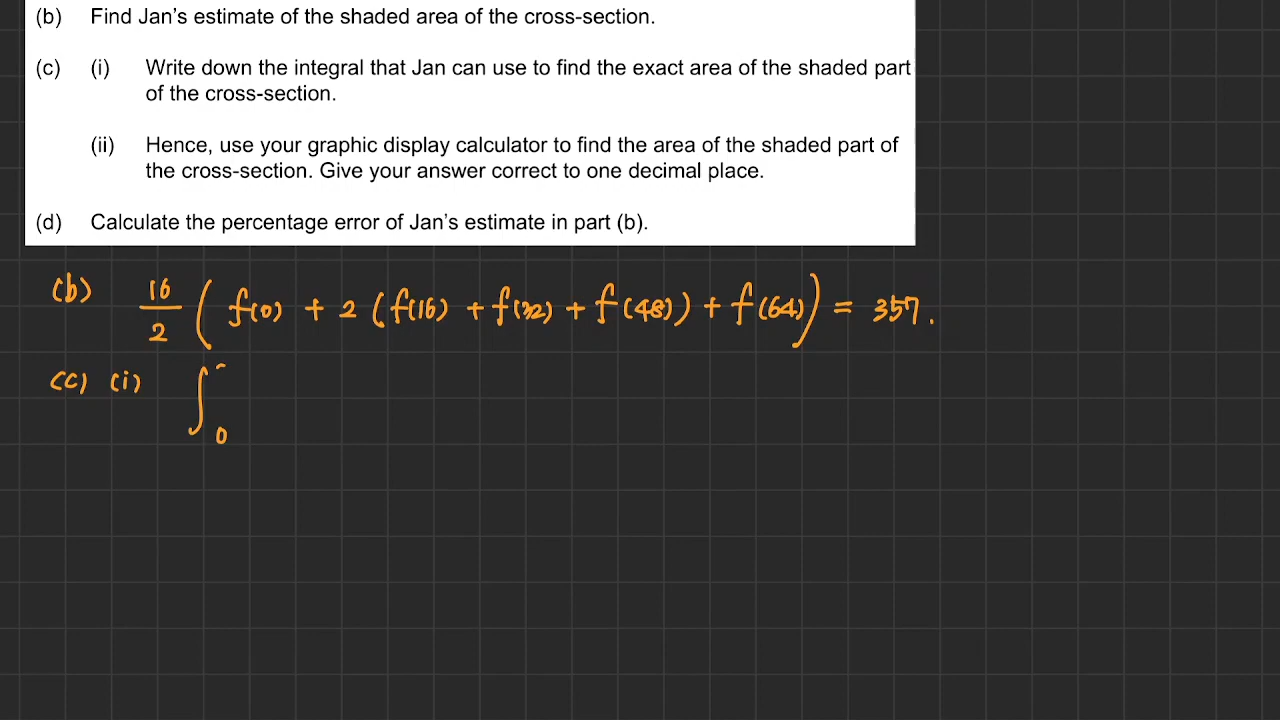 (b) Find Jan's estimate of the shaded area of the cross-section.
(c) (i) Write down the integral that Jan can use to find the exact area of the shaded part
of the cross-section.
(ii) Hence, use your graphic display calculator to find the area of the shaded part of
the cross-section. Give your answer correct to one decimal place.
(d) Calculate the percentage error of Jan's estimate in part (b).
(b) 16/2 ( f(0) + 2 (f(16) + f(32) + f(48)) + f(64) ) = 357.
(c) (i) ∫ 0